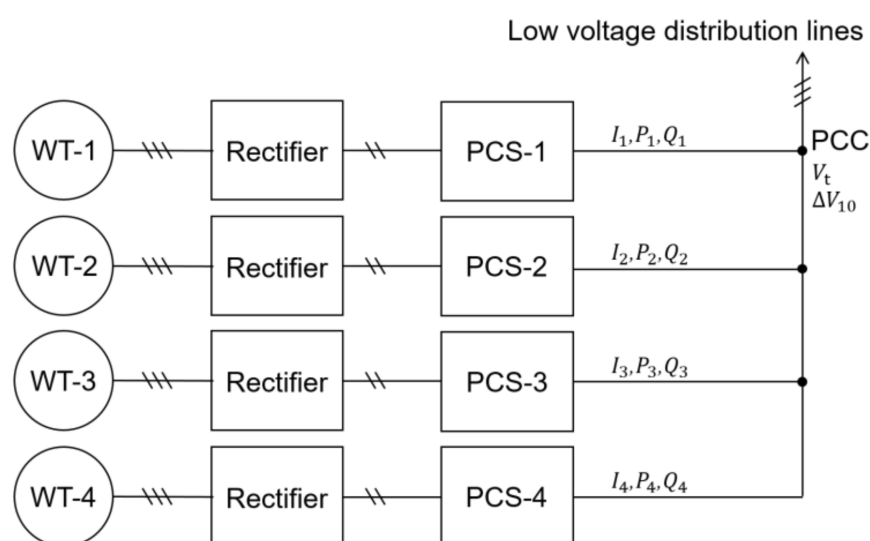 Low voltage distribution lines
WT-1 Rectifier PCS-1 I₁,P₁,Q₁ PCC
Vₜ
ΔV₁₀
WT-2 Rectifier PCS-2 I₂,P₂,Q₂
WT-3 Rectifier PCS-3 I₃,P₃,Q₃
WT-4 Rectifier PCS-4 I₄,P₄,Q₄